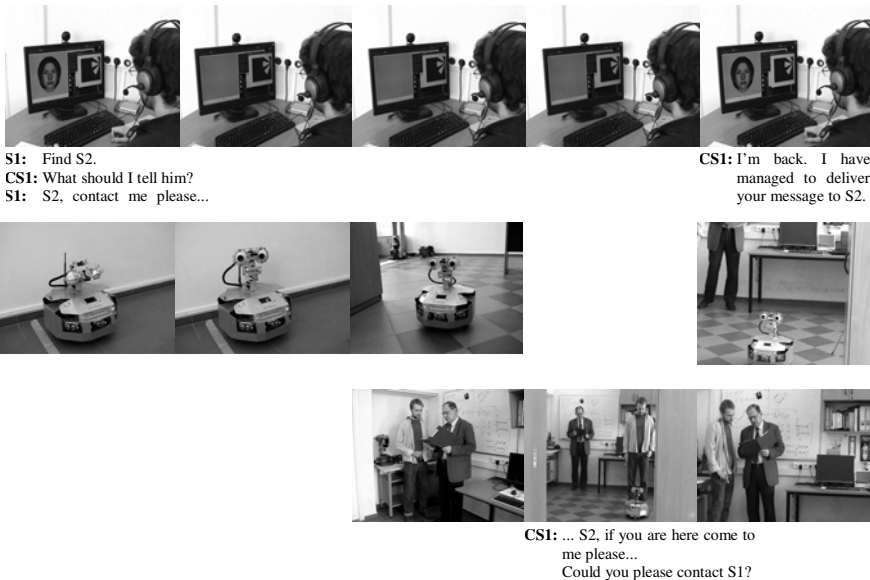 S1: Find S2.
CS1: What should I tell him?
S1: S2, contact me please...
CS1: I'm back. I have
managed to deliver
your message to S2.
CS1: ... S2, if you are here come to
me please...
Could you please contact S1?